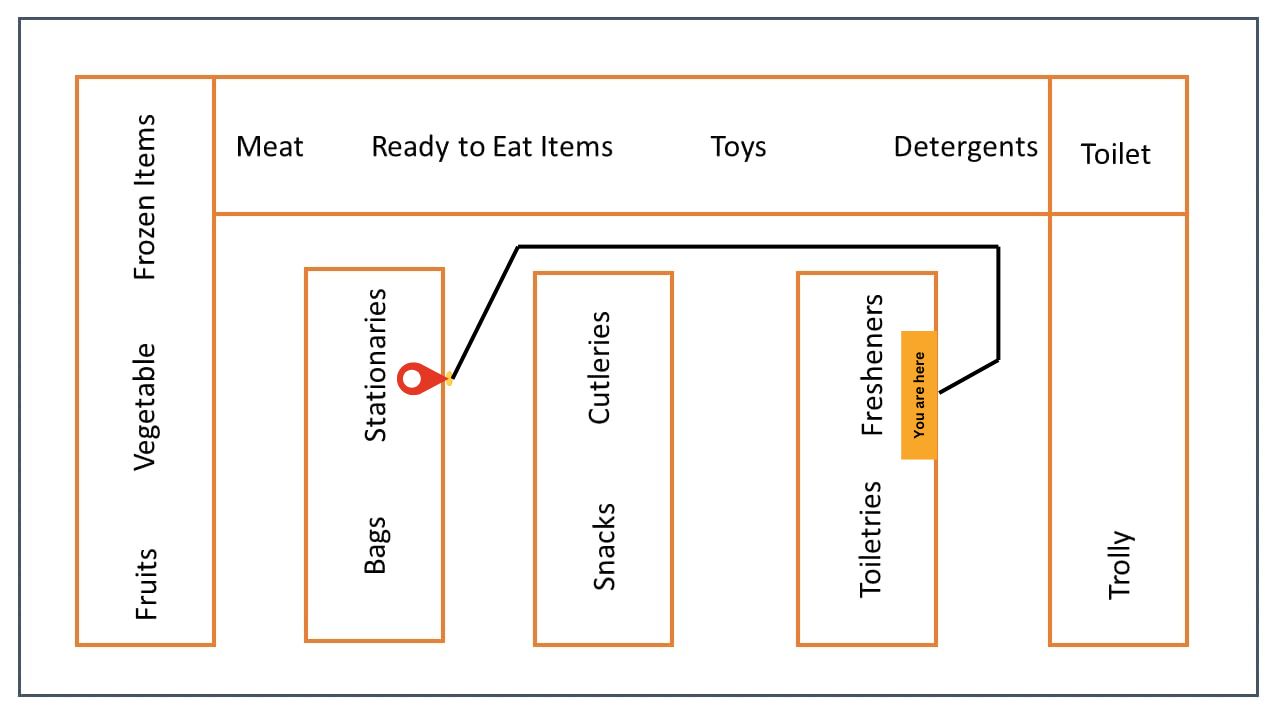 Meat
Ready to Eat Items
Toys
Detergents
Toilet
Frozen Items
Vegetable
Fruits
Stationaries
Bags
Cutleries
Snacks
Fresheners
You are here
Toiletries
Trolly